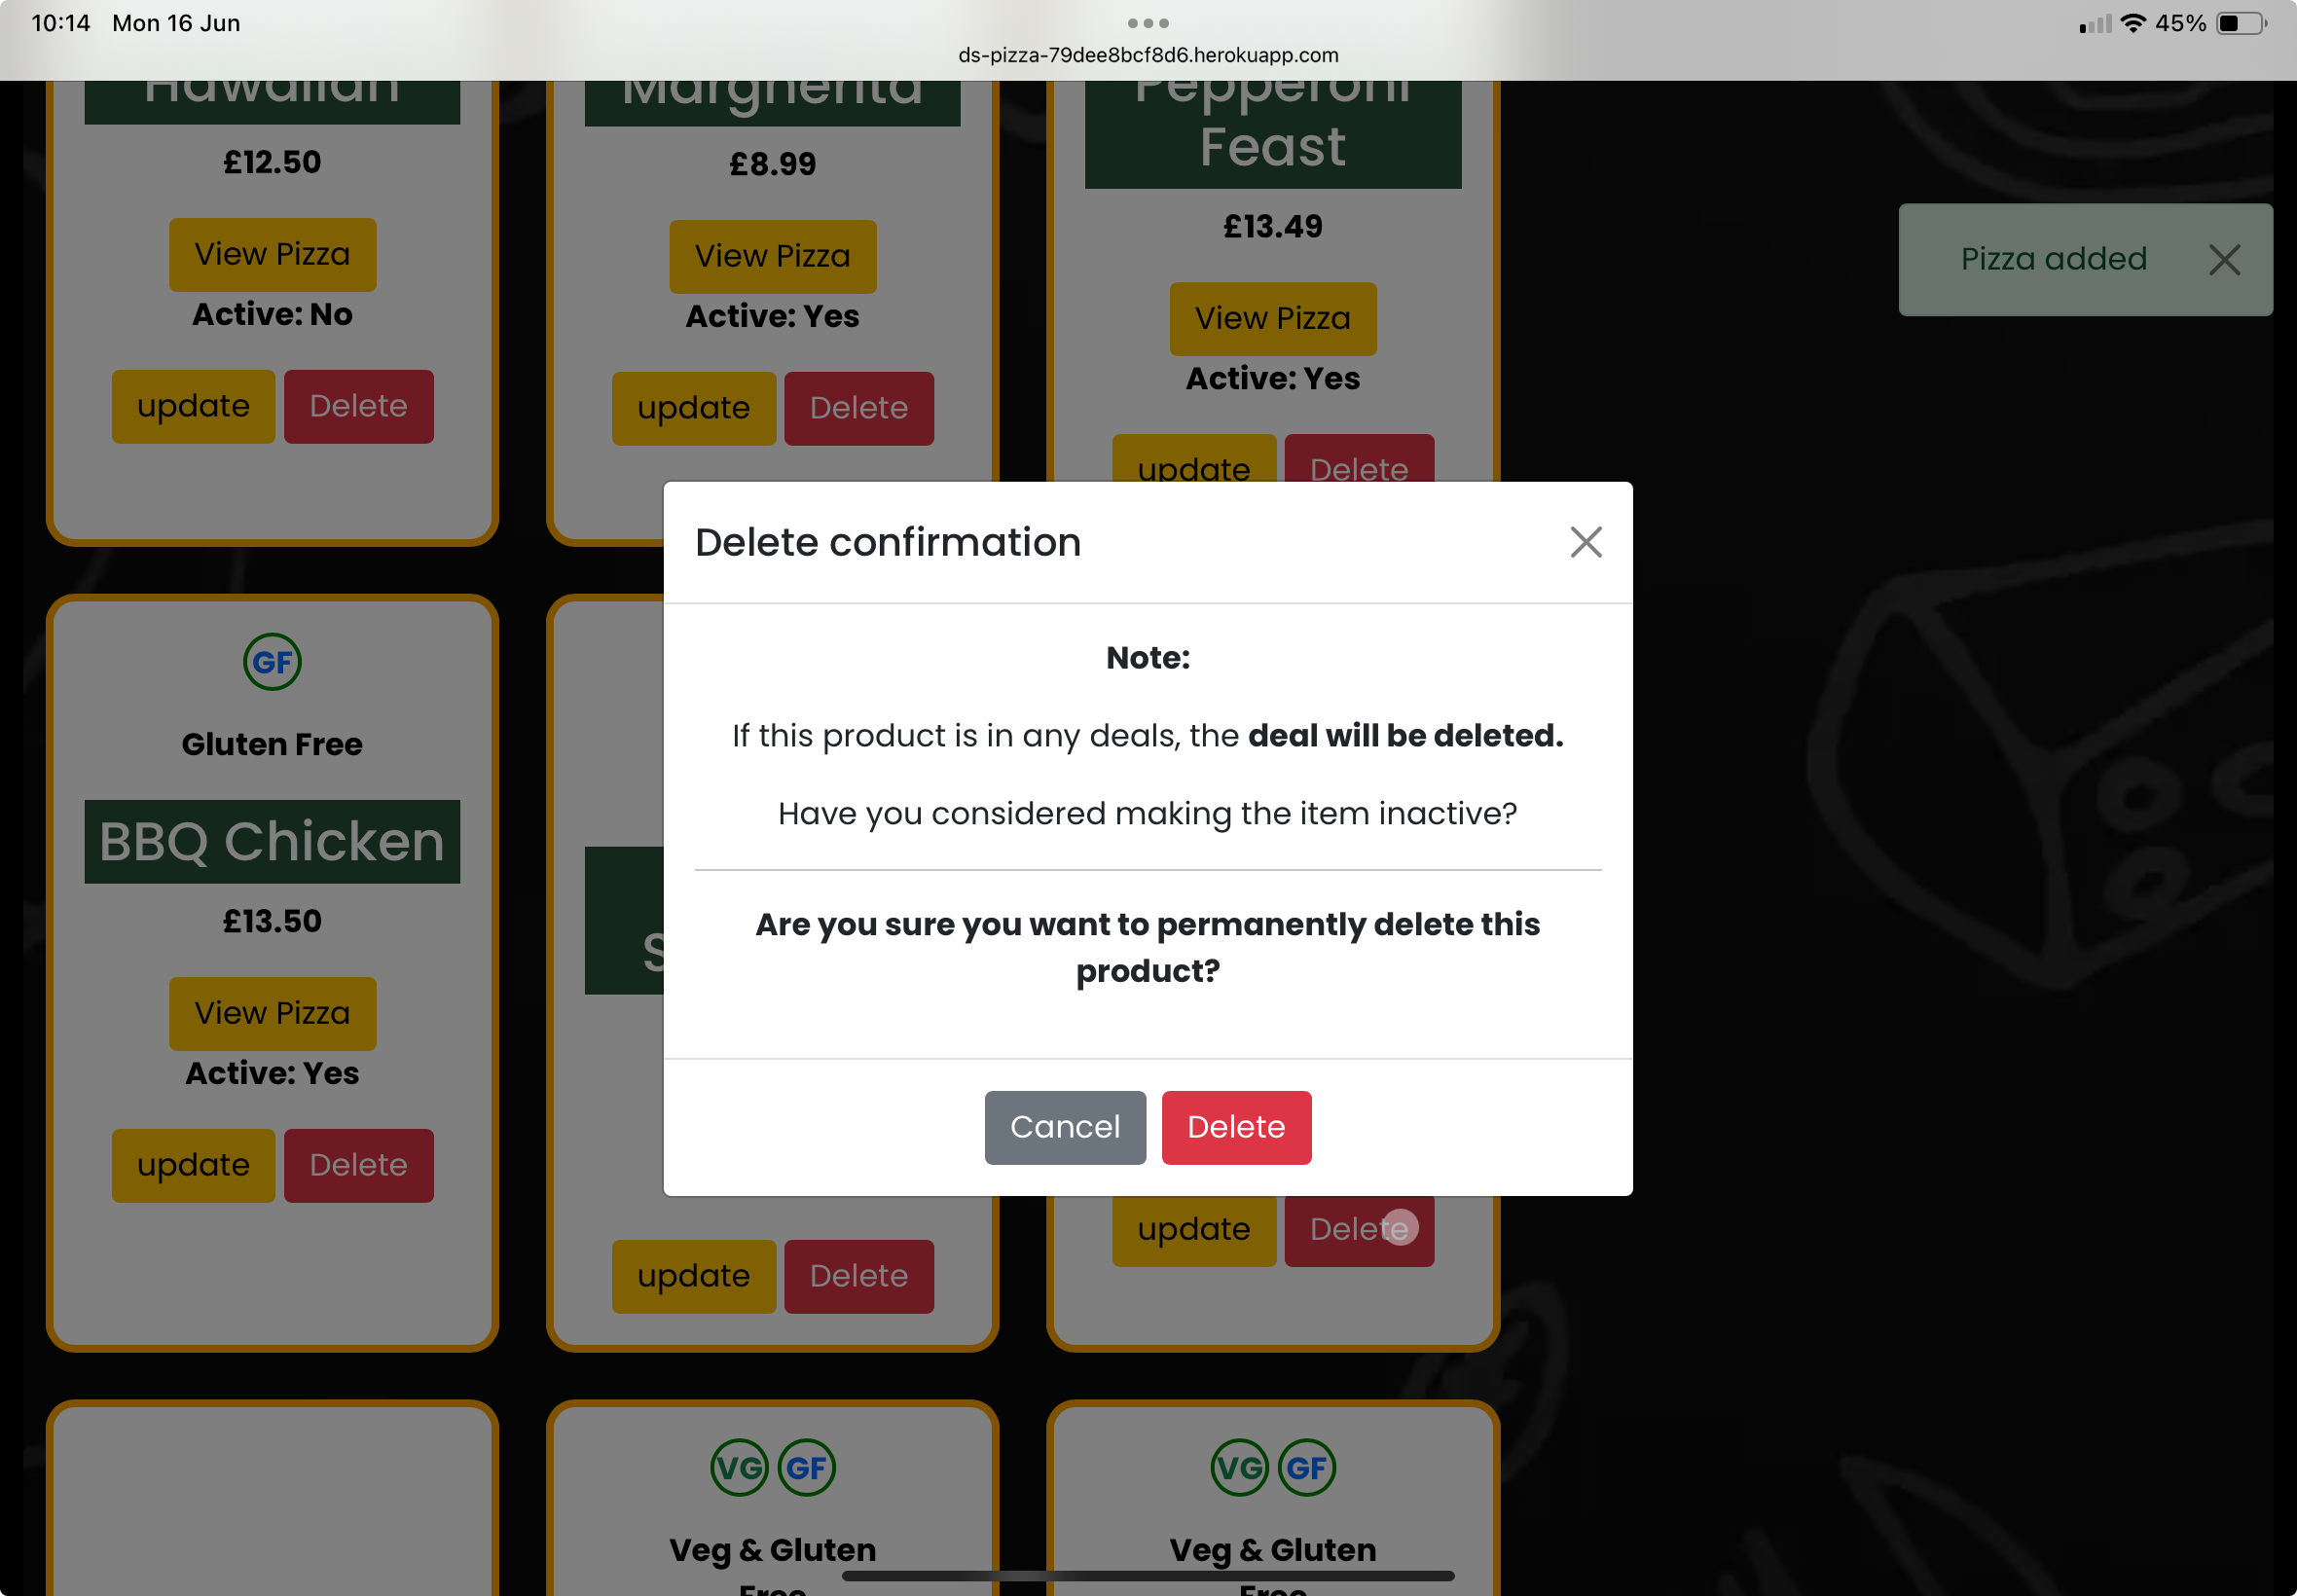 10:14 Mon 16 Jun
45%
ds-pizza-79dee8bcf8d6.herokuapp.com
Hawaiian
£12.50
View Pizza
Active: No
update Delete
Margherita
£8.99
View Pizza
Active: Yes
update Delete
Pepperoni
Feast
£13.49
View Pizza
Active: Yes
update Delete
Pizza added
Delete confirmation
Note:
If this product is in any deals, the deal will be deleted.
Have you considered making the item inactive?
Are you sure you want to permanently delete this
product?
Cancel Delete
GF
Gluten Free
BBQ Chicken
£13.50
View Pizza
Active: Yes
update Delete
S
update Delete
update Delete
VG GF
Veg & Gluten
Free
VG GF
Veg & Gluten
Free